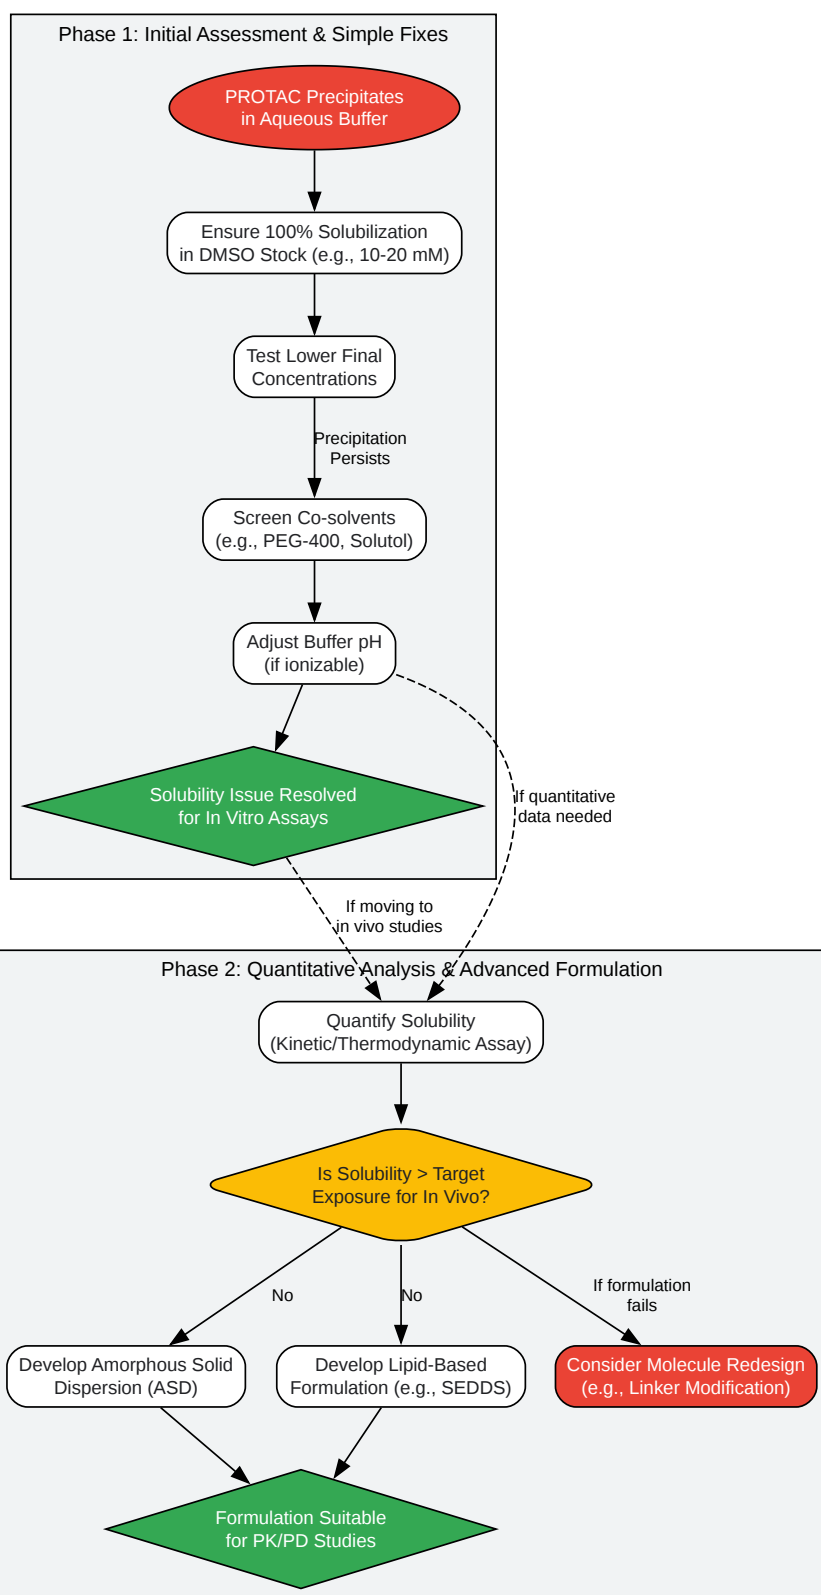 Phase 1: Initial Assessment & Simple Fixes
PROTAC Precipitates
in Aqueous Buffer
Ensure 100% Solubilization
in DMSO Stock (e.g., 10-20 mM)
Test Lower Final
Concentrations
Precipitation
Persists
Screen Co-solvents
(e.g., PEG-400, Solutol)
Adjust Buffer pH
(if ionizable)
Solubility Issue Resolved
for In Vitro Assays
If quantitative
data needed
If moving to
in vivo studies
Phase 2: Quantitative Analysis & Advanced Formulation
Quantify Solubility
(Kinetic/Thermodynamic Assay)
Is Solubility > Target
Exposure for In Vivo?
No
No
If formulation
fails
Develop Amorphous Solid
Dispersion (ASD)
Develop Lipid-Based
Formulation (e.g., SEDDS)
Consider Molecule Redesign
(e.g., Linker Modification)
Formulation Suitable
for PK/PD Studies